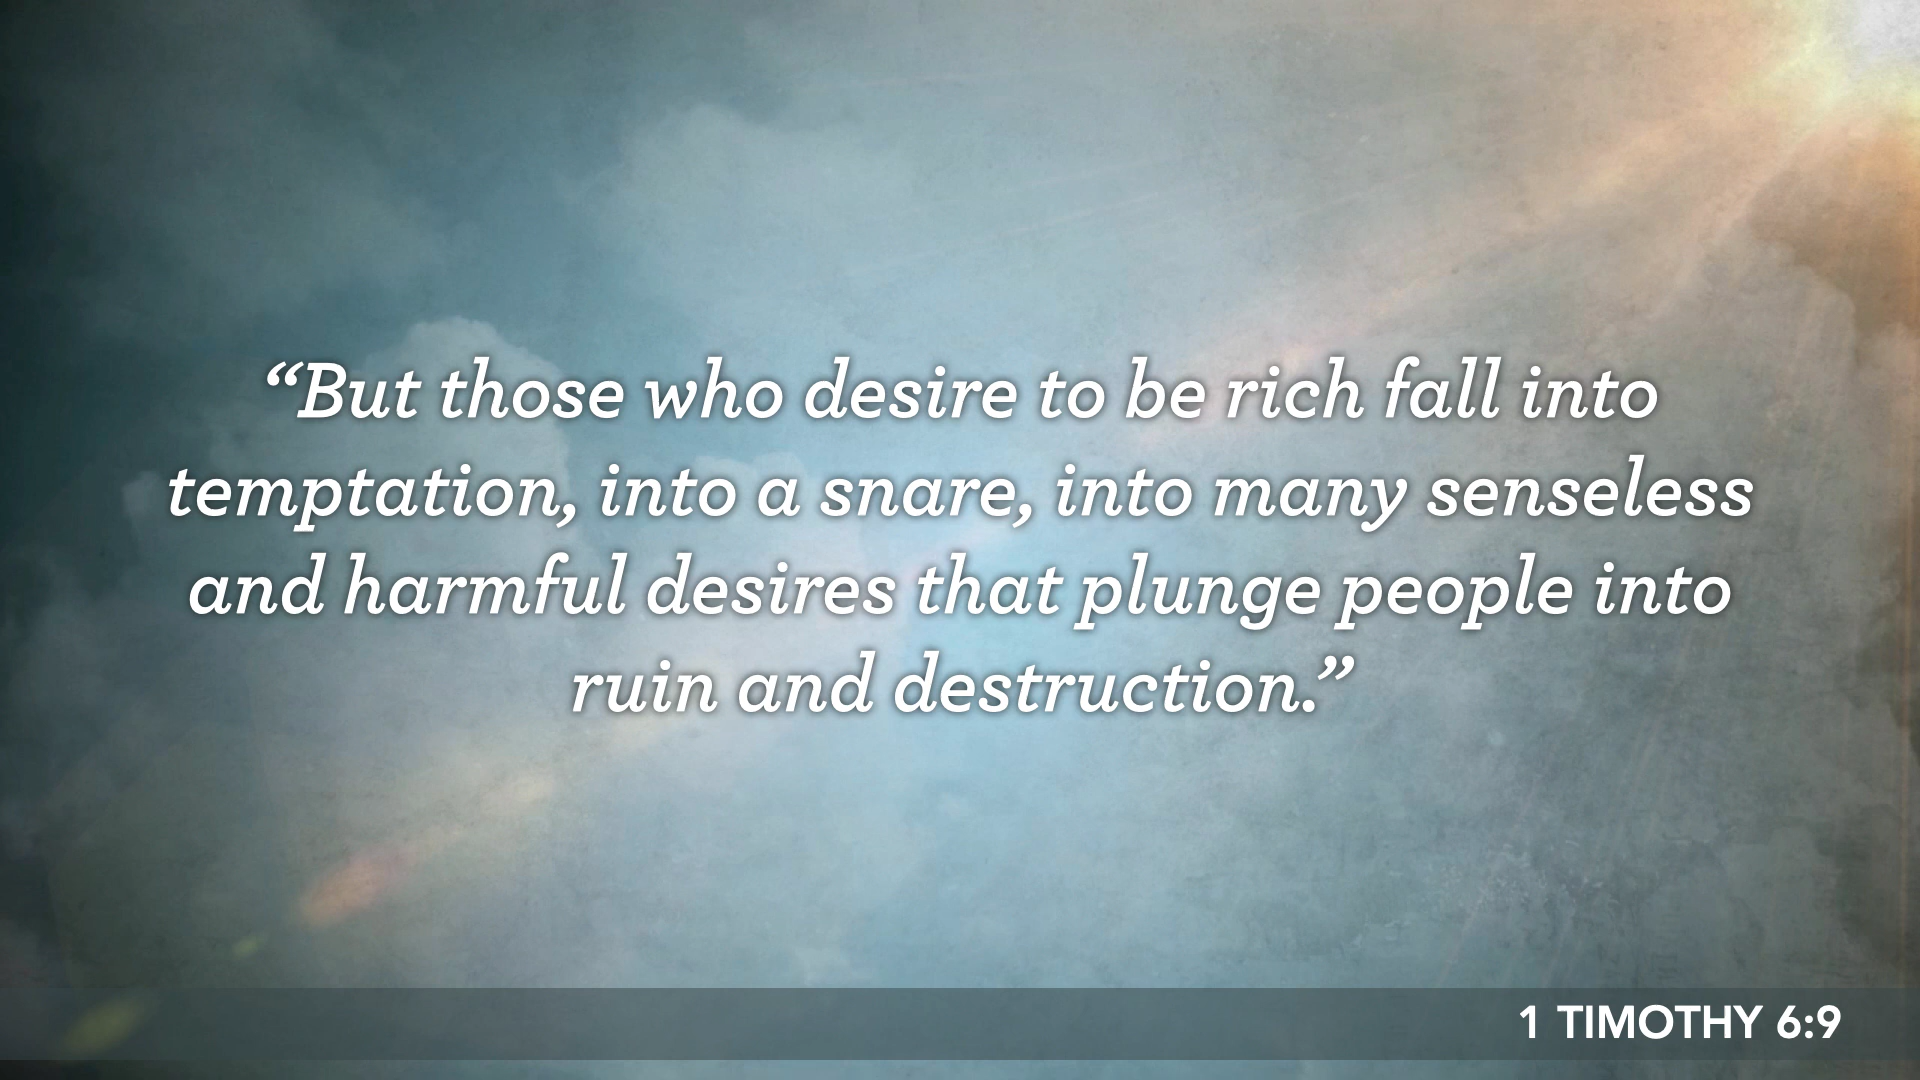 “But those who desire to be rich fall into
temptation, into a snare, into many senseless
and harmful desires that plunge people into
ruin and destruction.”
1 TIMOTHY 6:9